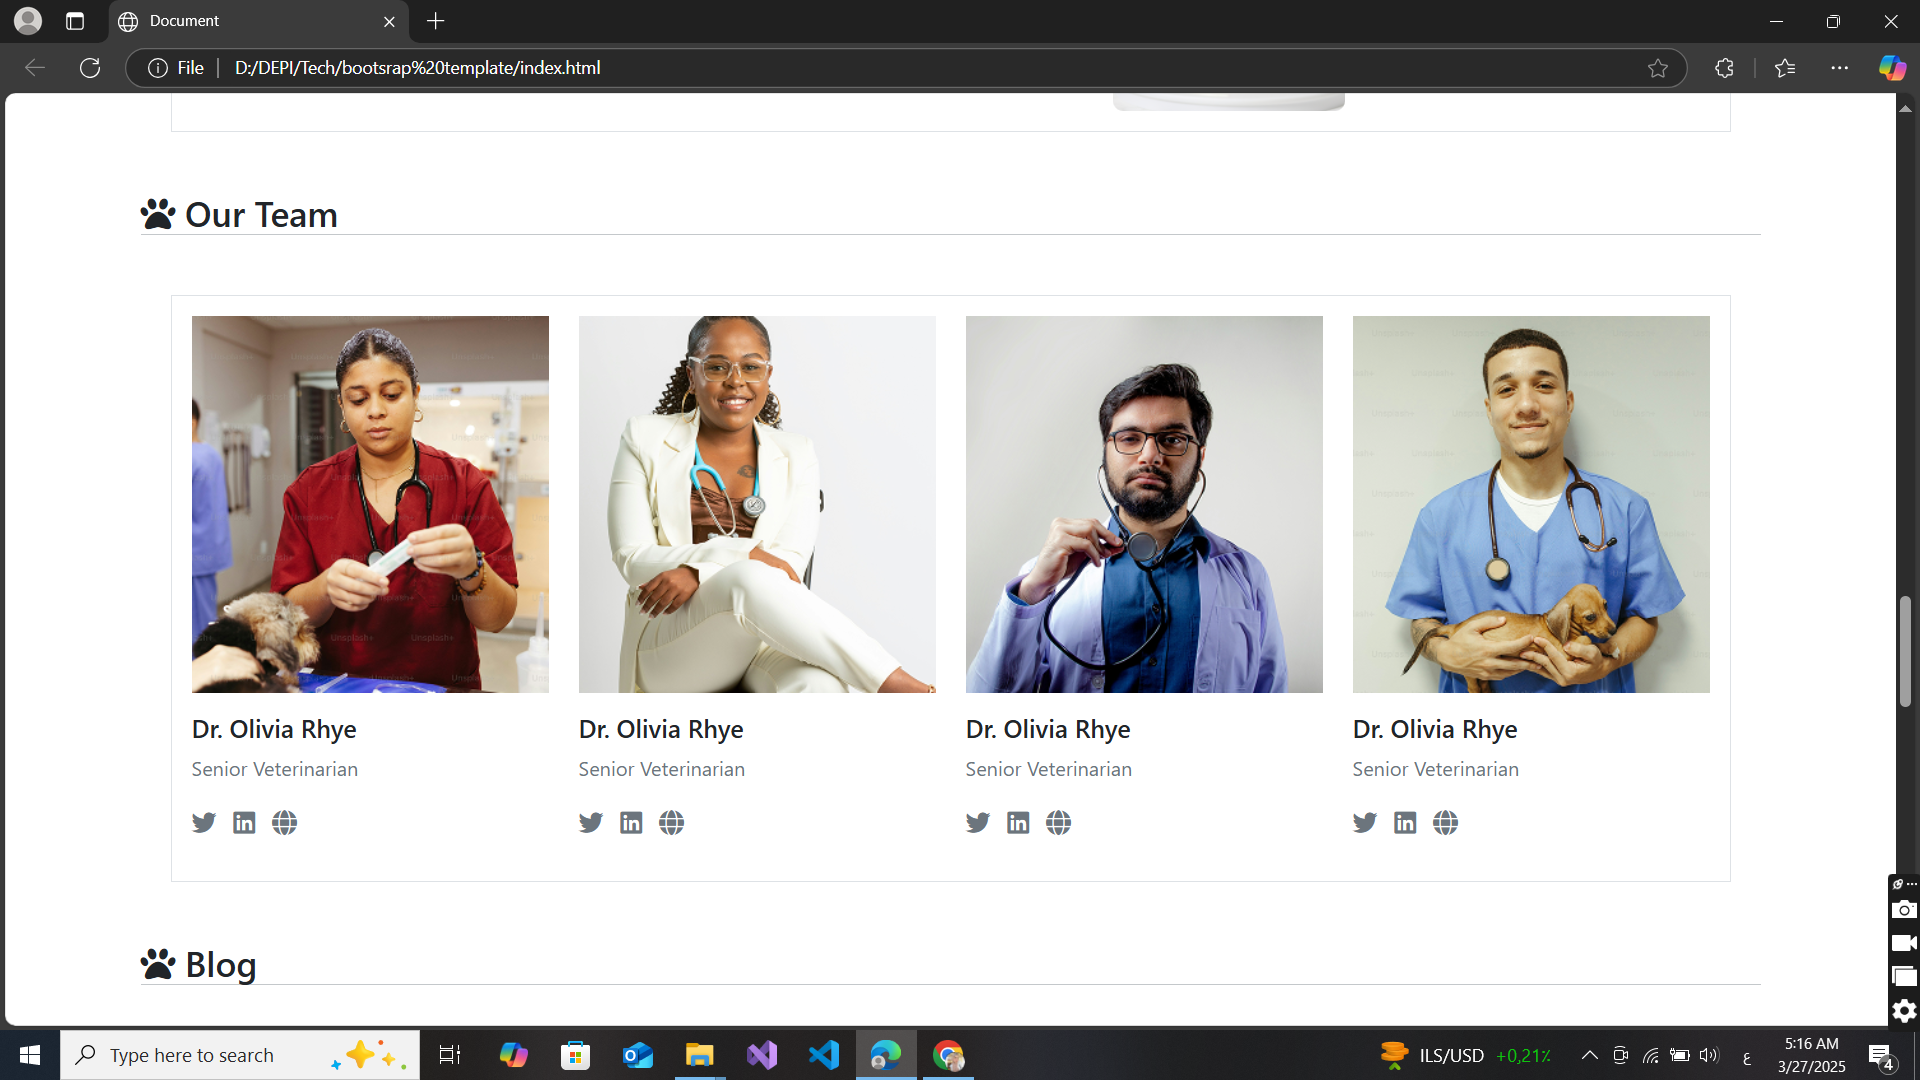 Document
File
D:/DEPI/Tech/bootsrap%20template/index.html
Our Team
Dr. Olivia Rhye Dr. Olivia Rhye Dr. Olivia Rhye Dr. Olivia Rhye
Senior Veterinarian Senior Veterinarian Senior Veterinarian Senior Veterinarian
Blog
Type here to search
ILS/USD +0,21٪
ع
5:16 AM
3/27/2025
4